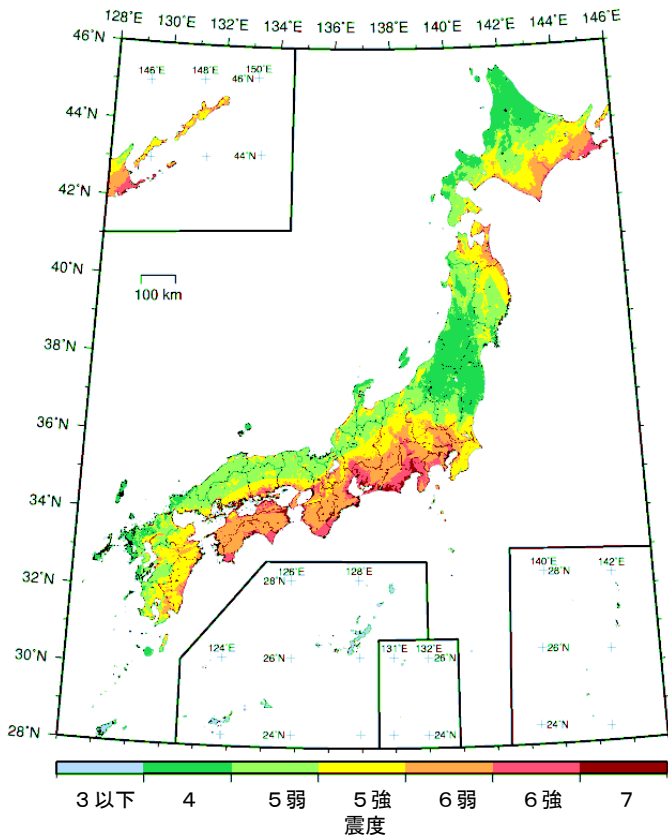 128°E 130°E 132°E 134°E 136°E 138°E 140°E 142°E 144°E 146°E
46°N
146°E 148°E 150°E
46°N
44°N
44°N
42°N
40°N
100 km
38°N
36°N
34°N
32°N
126°E 128°E
28°N
140°E 142°E
28°N
30°N
124°E
26°N
131°E 132°E
26°N
26°N
28°N
24°N
24°N
24°N
3以下 4 5弱 5強 6弱 6強 7
震度